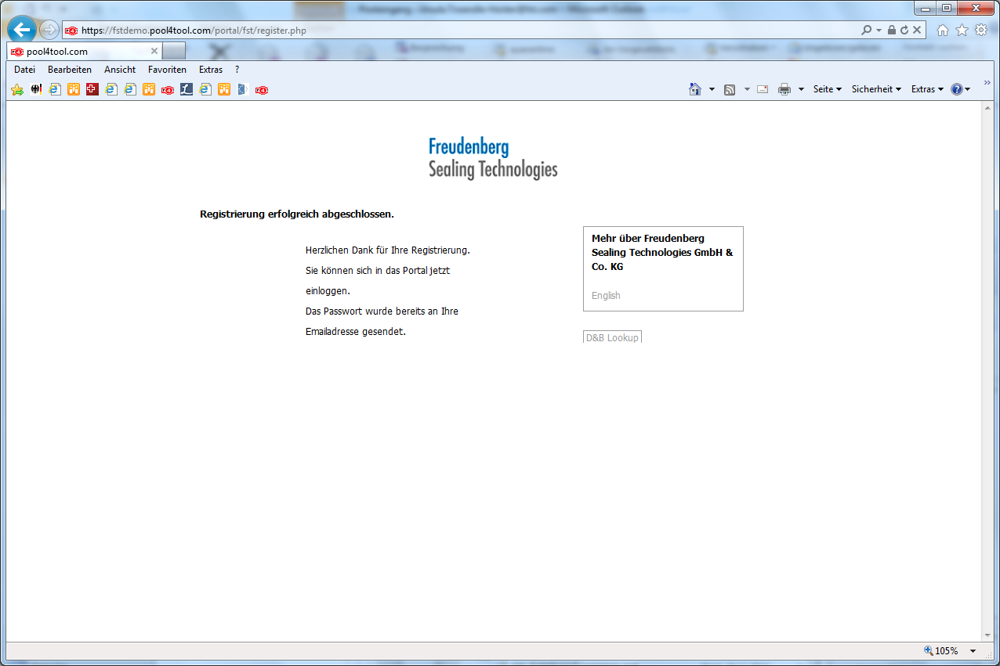 https://fstdemo.pool4tool.com/portal/fst/register.php
pool4tool.com
Datei Bearbeiten Ansicht Favoriten Extras ?
Seite Sicherheit Extras
Freudenberg
Sealing Technologies
Registrierung erfolgreich abgeschlossen.
Herzlichen Dank für Ihre Registrierung.
Sie können sich in das Portal jetzt
einloggen.
Das Passwort wurde bereits an Ihre
Emailadresse gesendet.
Mehr über Freudenberg
Sealing Technologies GmbH &
Co. KG
English
D&B Lookup
105%